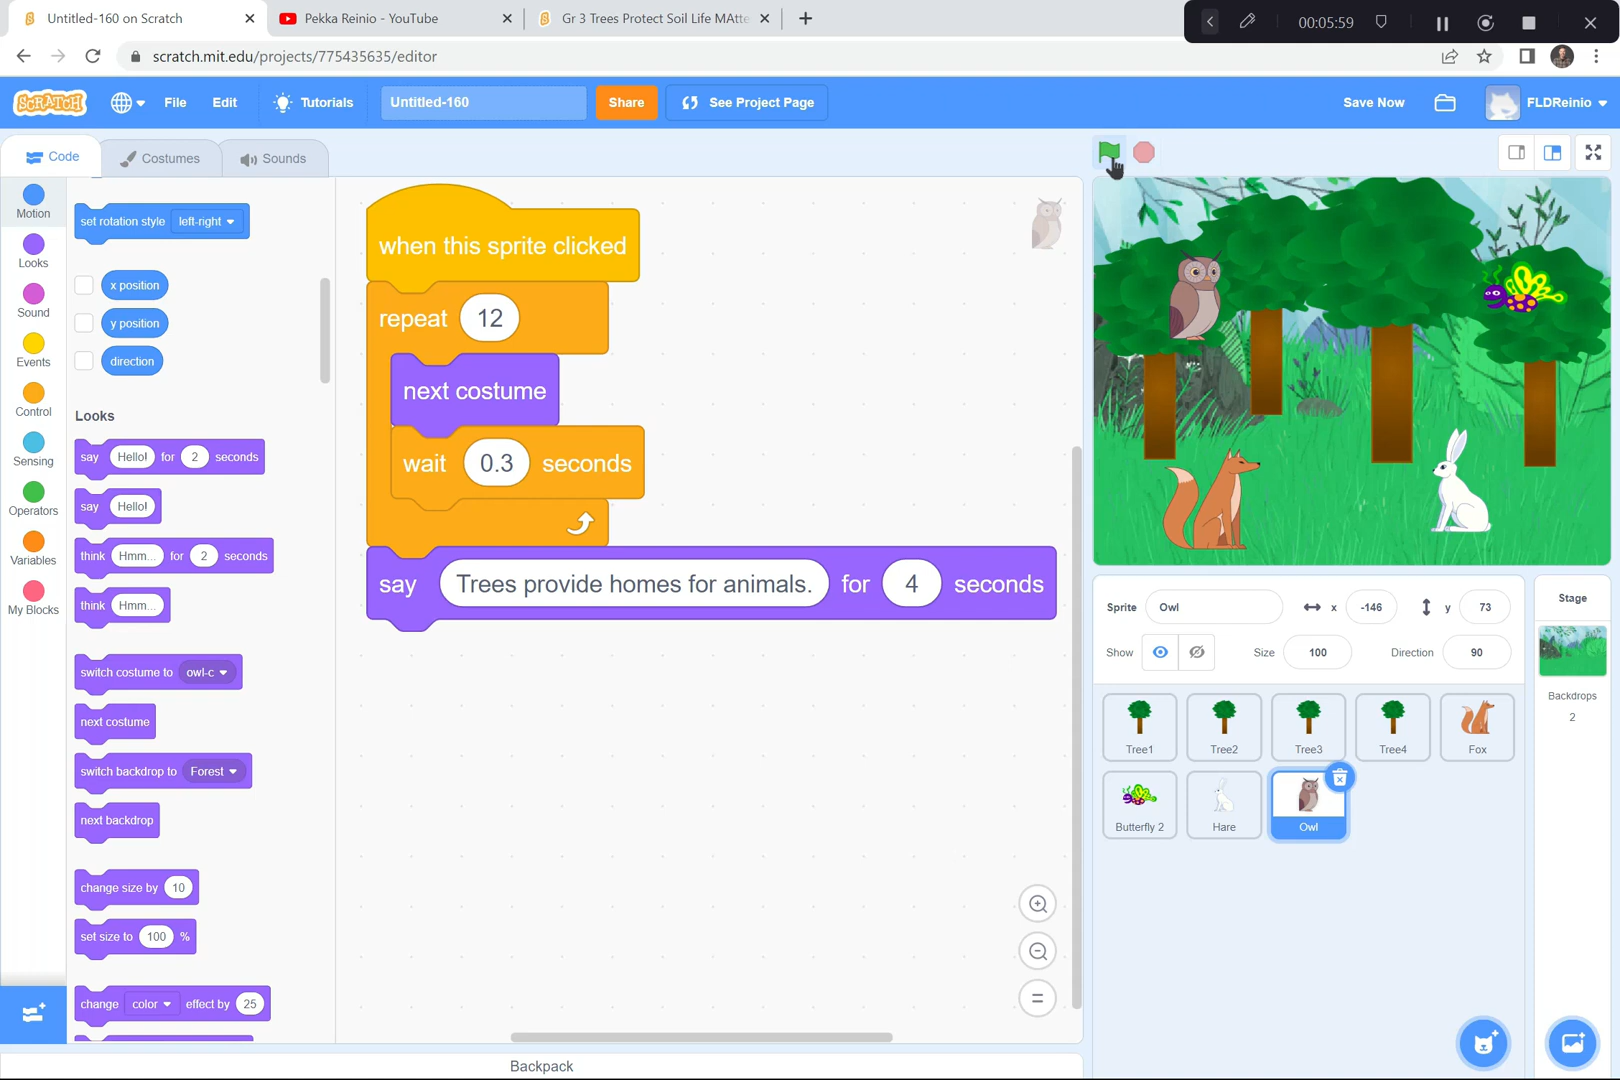 Untitled-160 on Scratch
Pekka Reinio - YouTube
Gr 3 Trees Protect Soil Life MAtte
00:05:59
scratch.mit.edu/projects/775435635/editor
SCRATCH
File
Edit
Tutorials
Untitled-160
Share
See Project Page
Save Now
FLDReinio
Code
Costumes
Sounds
Motion
Looks
Sound
Events
Control
Sensing
Operators
Variables
My Blocks
set rotation style left-right
x position
y position
direction
Looks
say Hello! for 2 seconds
say Hello!
think Hmm... for 2 seconds
think Hmm...
switch costume to owl-c
next costume
switch backdrop to Forest
next backdrop
change size by 10
set size to 100 %
change color effect by 25
when this sprite clicked
repeat 12
next costume
wait 0.3 seconds
say Trees provide homes for animals. for 4 seconds
Backpack
Sprite Owl x -146 y 73
Show Size 100 Direction 90
Tree1
Tree2
Tree3
Tree4
Fox
Butterfly 2
Hare
Owl
Stage
Backdrops
2